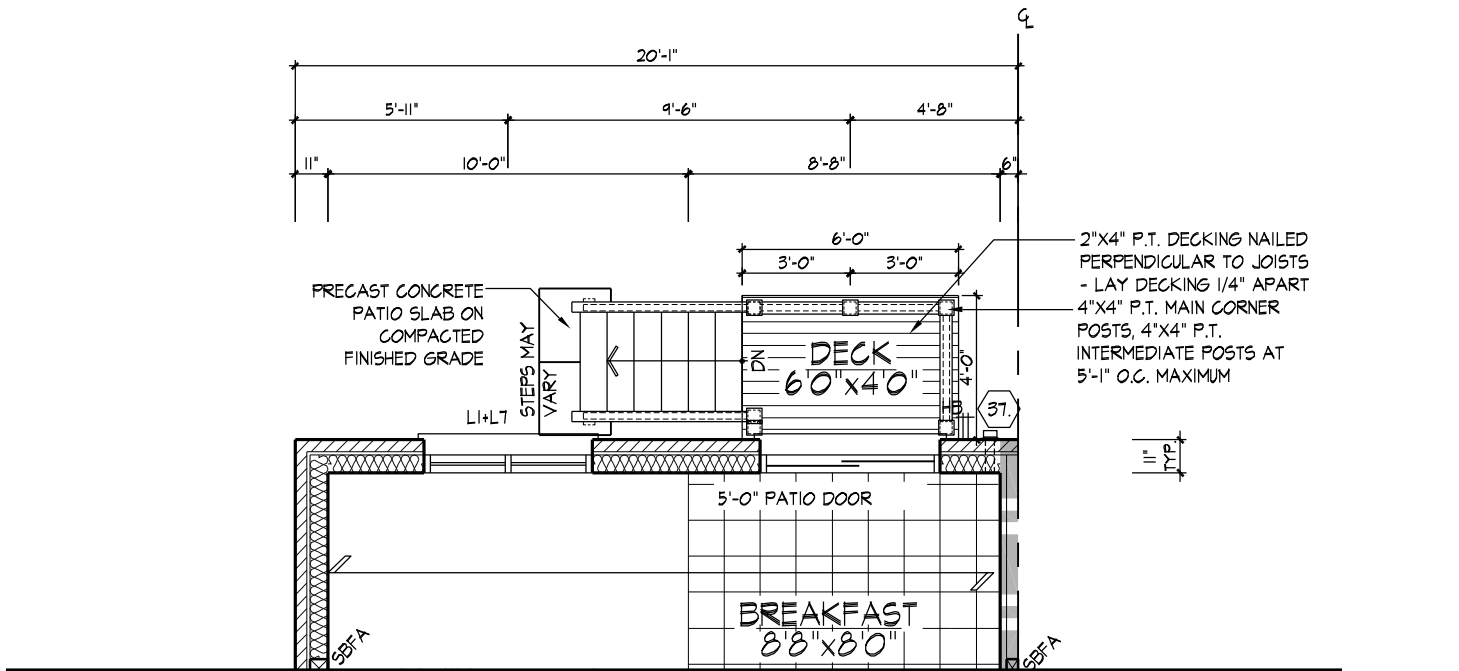 CL
20'-1"
5'-11" 9'-6" 4'-8"
11" 10'-0" 8'-8" 6"
6'-0"
3'-0" 3'-0"
2"X4" P.T. DECKING NAILED
PERPENDICULAR TO JOISTS
- LAY DECKING 1/4" APART
4"X4" P.T. MAIN CORNER
POSTS, 4"X4" P.T.
INTERMEDIATE POSTS AT
5'-1" O.C. MAXIMUM
PRECAST CONCRETE
PATIO SLAB ON
COMPACTED
FINISHED GRADE
STEPS MAY
VARY
DN
DECK
6'0"x4'0"
4'-0"
HB
37.
L1+L7
11"
TYP.
5'-0" PATIO DOOR
BREAKFAST
8'8"x8'0"
SBFA
SBFA